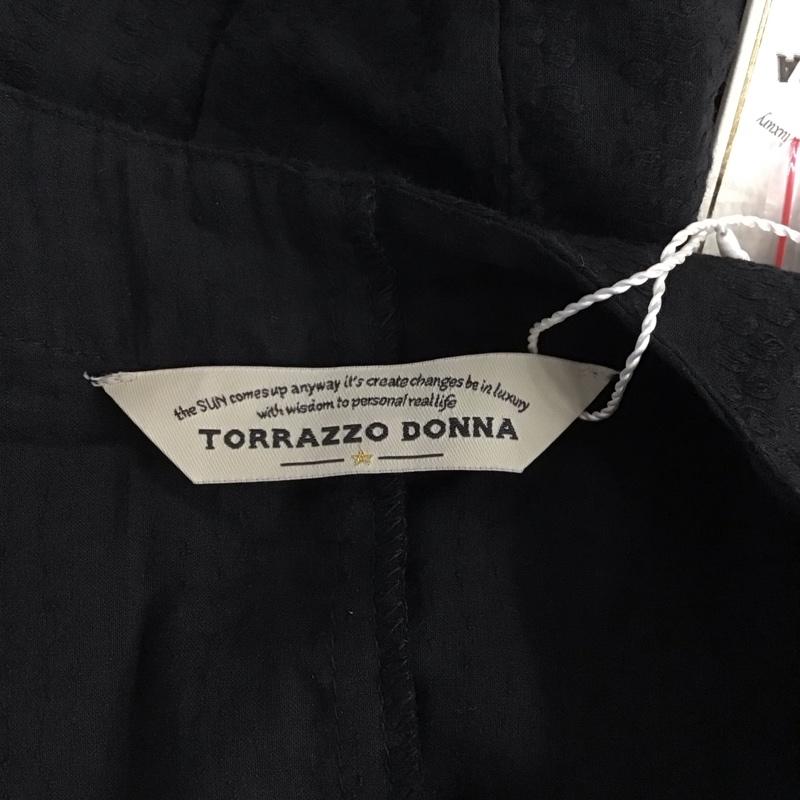 the SUN comes up anyway it's create changes be in luxury
with wisdom to personal real life
TORRAZZO DONNA
A
luxury